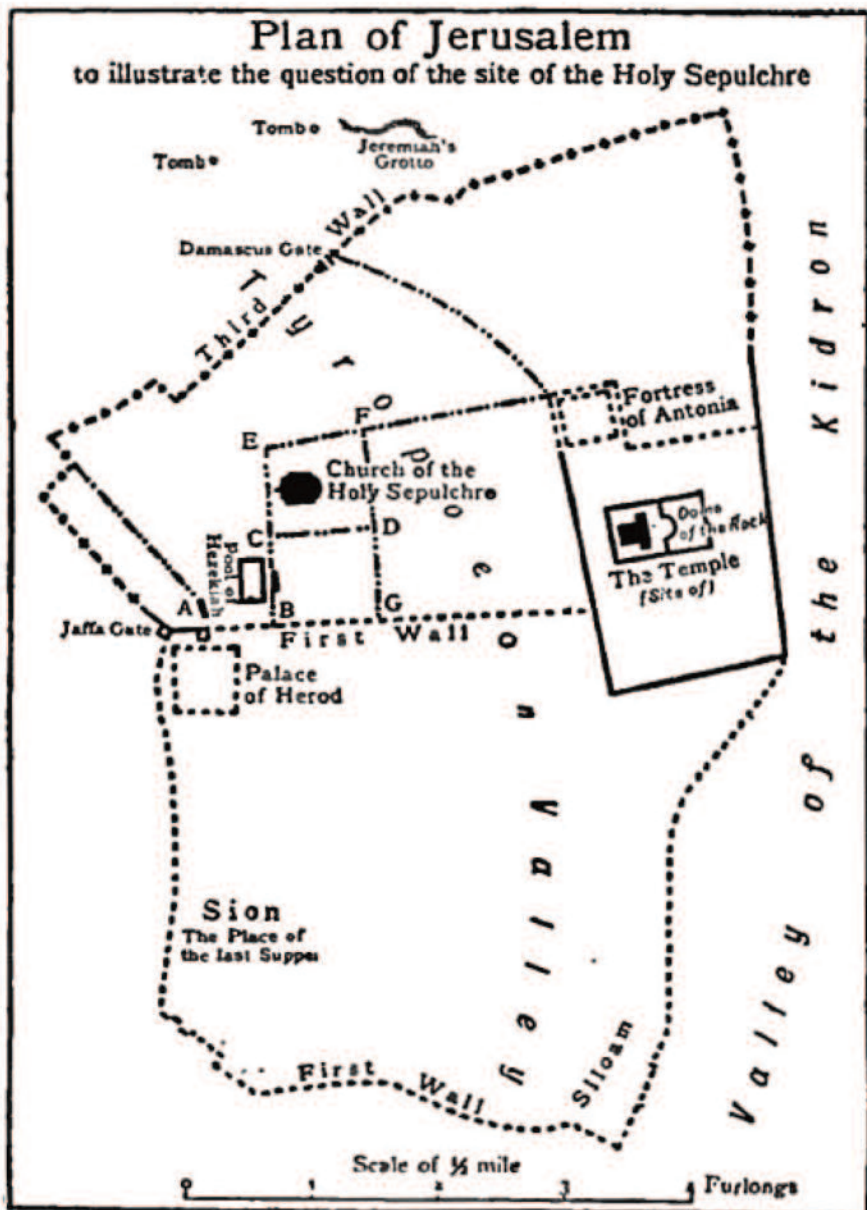 Plan of Jerusalem
to illustrate the question of the site of the Holy Sepulchre
Tomb
Jeremiah's
Grotto
Tomb
Damascus Gate
Third Wall
Tyropoeon Valley
Valley of the Kidron
Fortress
of Antonia
E
F
Church of the
Holy Sepulchre
C
D
Dome
of the Rock
The Temple
(Site of)
Pool of
Hezekiah
A
B
G
Jaffa Gate
First Wall
Palace
of Herod
Sion
The Place of
the last Supper
First Wall
Siloam
Scale of ½ mile
0 1 2 3 4 Furlongs